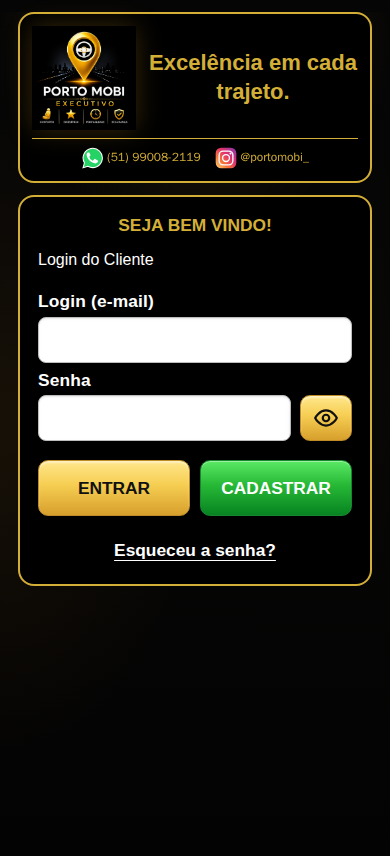 PORTO MOBI
EXECUTIVO
Excelência em cada
trajeto.
(51) 99008-2119
@portomobi_
SEJA BEM VINDO!
Login do Cliente
Login (e-mail)
Senha
ENTRAR
CADASTRAR
Esqueceu a senha?